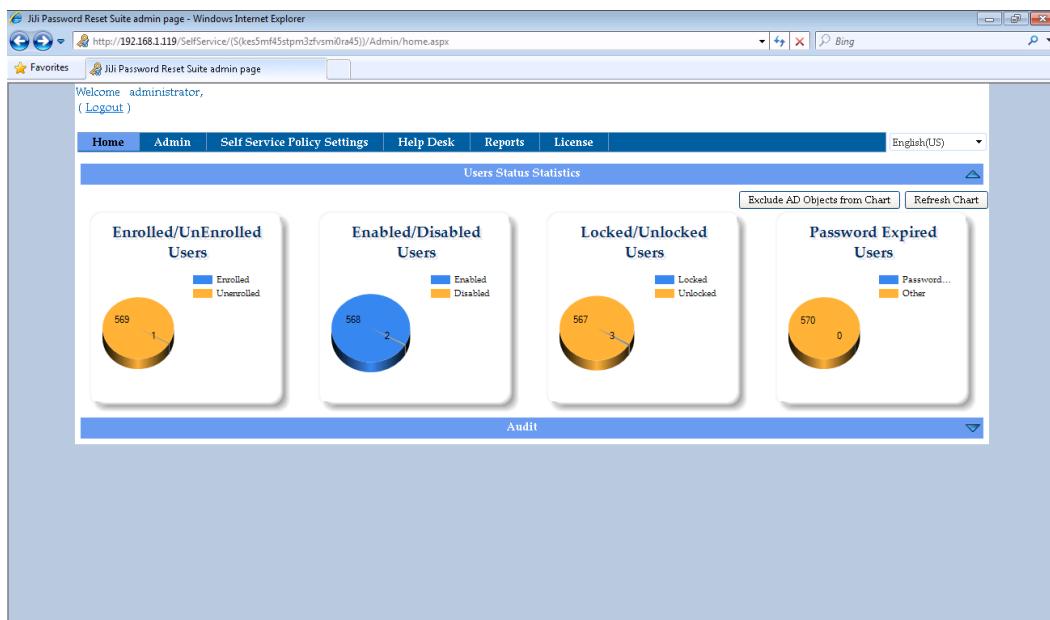 JiJi Password Reset Suite admin page - Windows Internet Explorer
http://192.168.1.119/SelfService/(S(kes5mf45stpm3zfvsmi0ra45))/Admin/home.aspx
Bing
Favorites
JiJi Password Reset Suite admin page
Welcome administrator,
( Logout )
Home Admin Self Service Policy Settings Help Desk Reports License English(US)
Users Status Statistics
Exclude AD Objects from Chart Refresh Chart
Enrolled/UnEnrolled
Users
Enrolled
Unenrolled
569
1
Enabled/Disabled
Users
Enabled
Disabled
568
2
Locked/Unlocked
Users
Locked
Unlocked
567
3
Password Expired
Users
Password...
Other
570
0
Audit